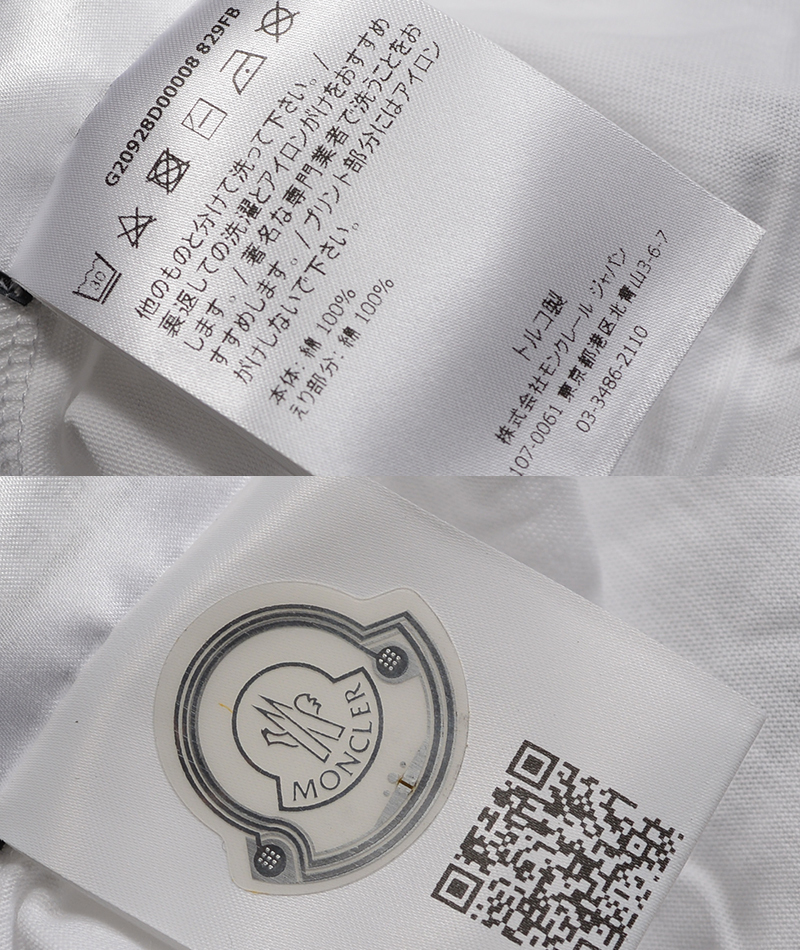 G20928D00008 829FB
30
他のものと分けて洗って下さい。/
裏返しての洗濯とアイロンがけをおすすめ
します。/ 著名な専門業者で洗うことをお
すすめします。/ プリント部分にはアイロン
がけしないで下さい。
本体: 綿 100%
えり部分: 綿 100%
トルコ製
株式会社モンクレール ジャパン
107-0061 東京都港区北青山3-6-7
03-3486-2110
MONCLER